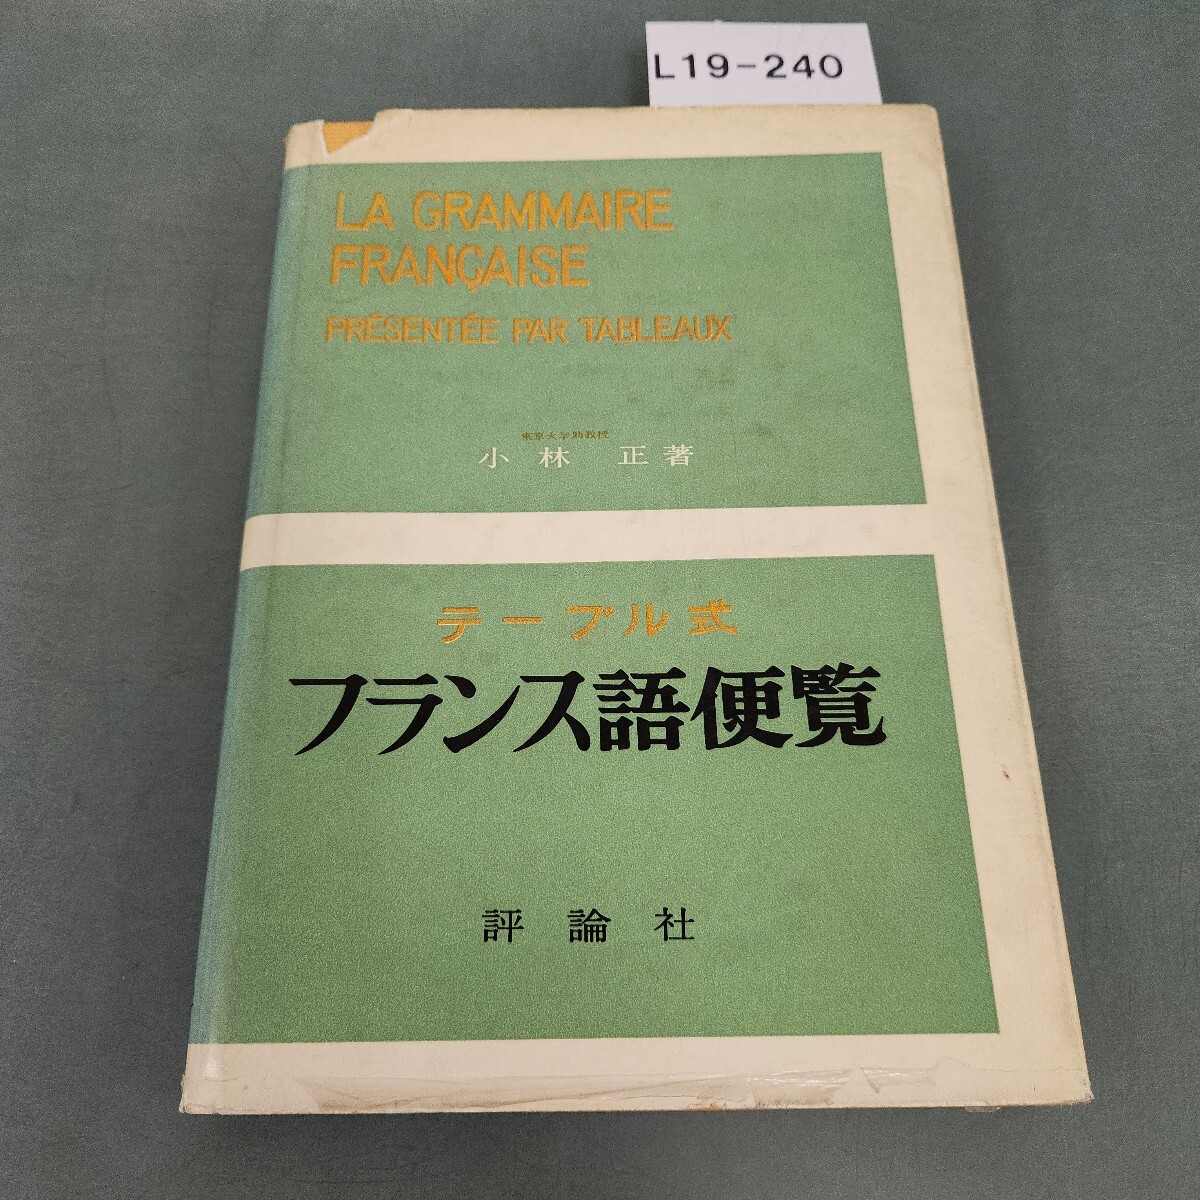 L19-240
LA GRAMMAIRE
FRANÇAISE
PRÉSENTÉE PAR TABLEAUX
東京大学助教授
小林 正著
テーブル式
フランス語便覧
評論社